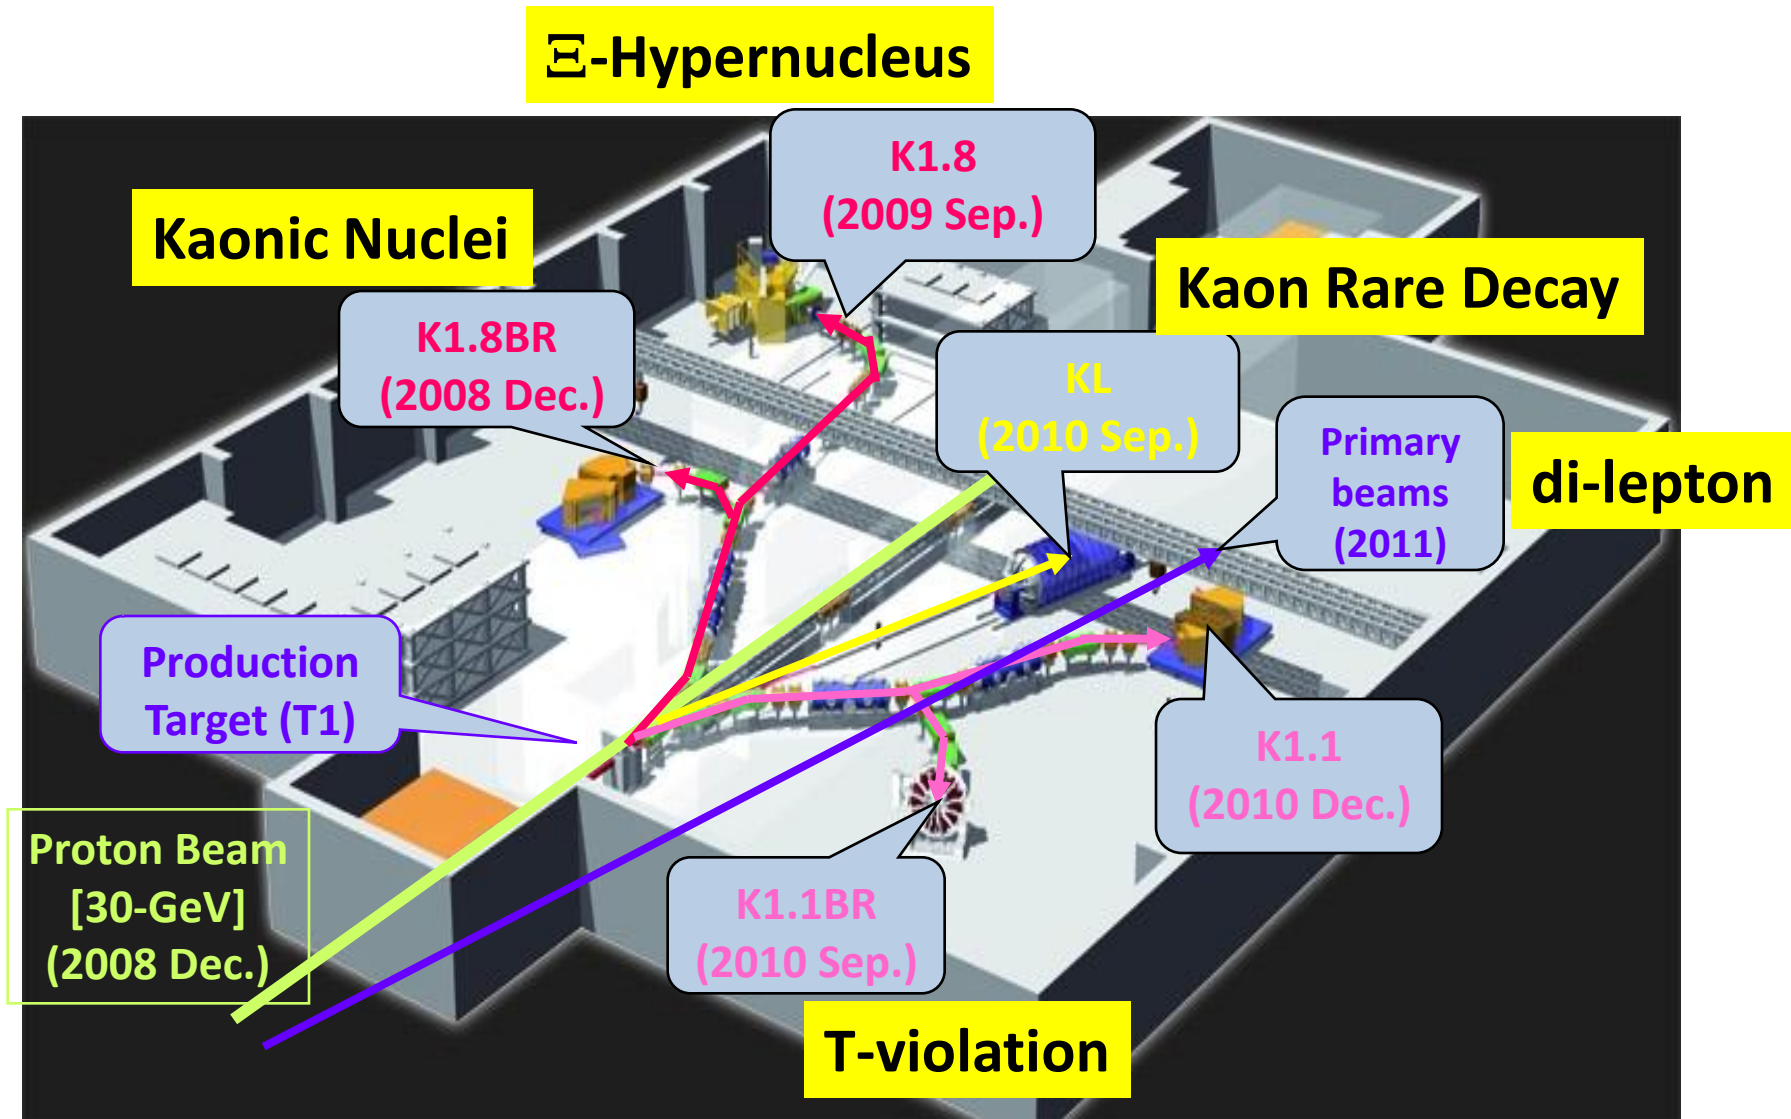 Ξ-Hypernucleus
K1.8
(2009 Sep.)
Kaonic Nuclei
Kaon Rare Decay
K1.8BR
(2008 Dec.)
KL
(2010 Sep.)
Primary
beams
(2011)
di-lepton
Production
Target (T1)
K1.1
(2010 Dec.)
Proton Beam
[30-GeV]
(2008 Dec.)
K1.1BR
(2010 Sep.)
T-violation